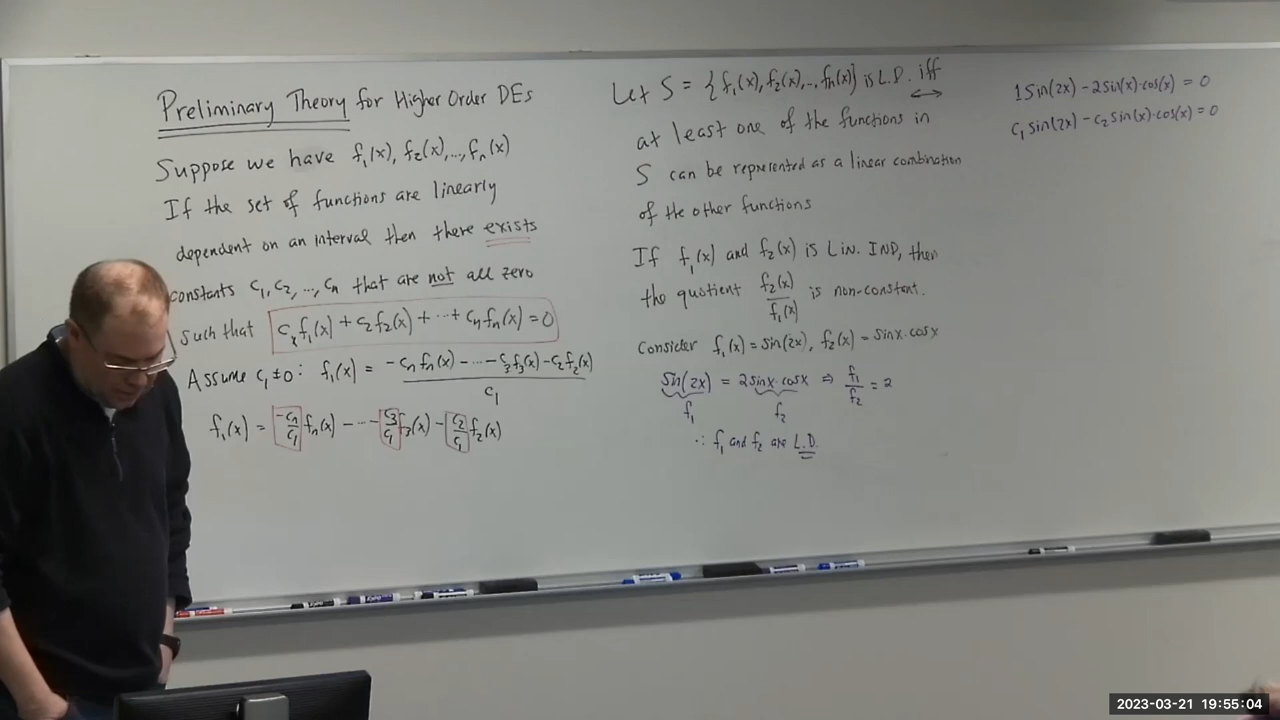 Preliminary Theory for Higher Order DEs
Suppose we have f₁(x), f₂(x),..., fₙ(x)
If the set of functions are linearly
dependent on an interval then there exists
constants c₁, c₂, ..., cₙ that are not all zero
such that c₁f₁(x) + c₂f₂(x) + ··· + cₙfₙ(x) = 0
Assume c₁ ≠ 0: f₁(x) = (-cₙfₙ(x) - ··· - c₃f₃(x) - c₂f₂(x)) / c₁
f₁(x) = -cₙ/c₁ fₙ(x) - ··· - c₃/c₁ f₃(x) - c₂/c₁ f₂(x)
Let S = {f₁(x), f₂(x),.., fₙ(x)} is L.D. iff
↔
at least one of the functions in
S can be represented as a linear combination
of the other functions
If f₁(x) and f₂(x) is Lin. IND, then
the quotient f₂(x)/f₁(x) is non-constant.
Consider f₁(x) = sin(2x), f₂(x) = sinx·cosx
sin(2x) = 2sinx·cosx ⇒ f₁/f₂ = 2
f₁ f₂
∴ f₁ and f₂ are L.D.
1sin(2x) - 2sin(x)·cos(x) = 0
c₁sin(2x) - c₂sin(x)·cos(x) = 0
2023-03-21 19:55:04